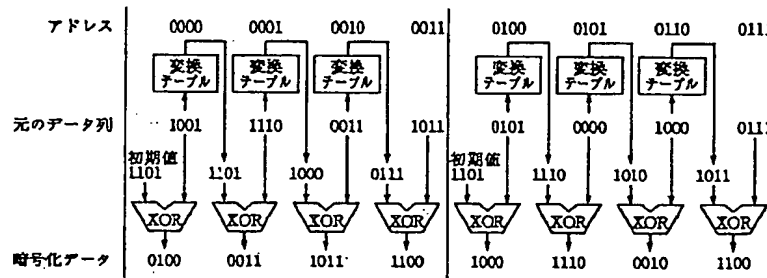 アドレス 0000 0001 0010 0011 0100 0101 0110 0111
変換 変換 変換 変換 変換 変換
テーブル テーブル テーブル テーブル テーブル テーブル
元のデータ列 1001 1110 0011 1011 0101 0000 1000 0111
初期値 初期値
1101 1101 1000 0111 1101 1110 1010 1011
XOR XOR XOR XOR XOR XOR XOR XOR
暗号化データ 0100 0011 1011 1100 1000 1110 0010 1100